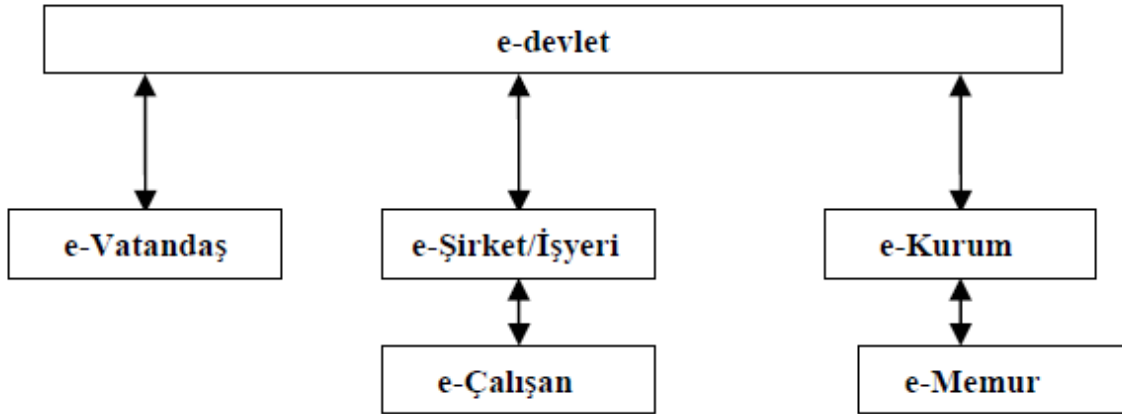 e-devlet
e-Vatandaş
e-Şirket/İşyeri
e-Kurum
e-Çalışan
e-Memur